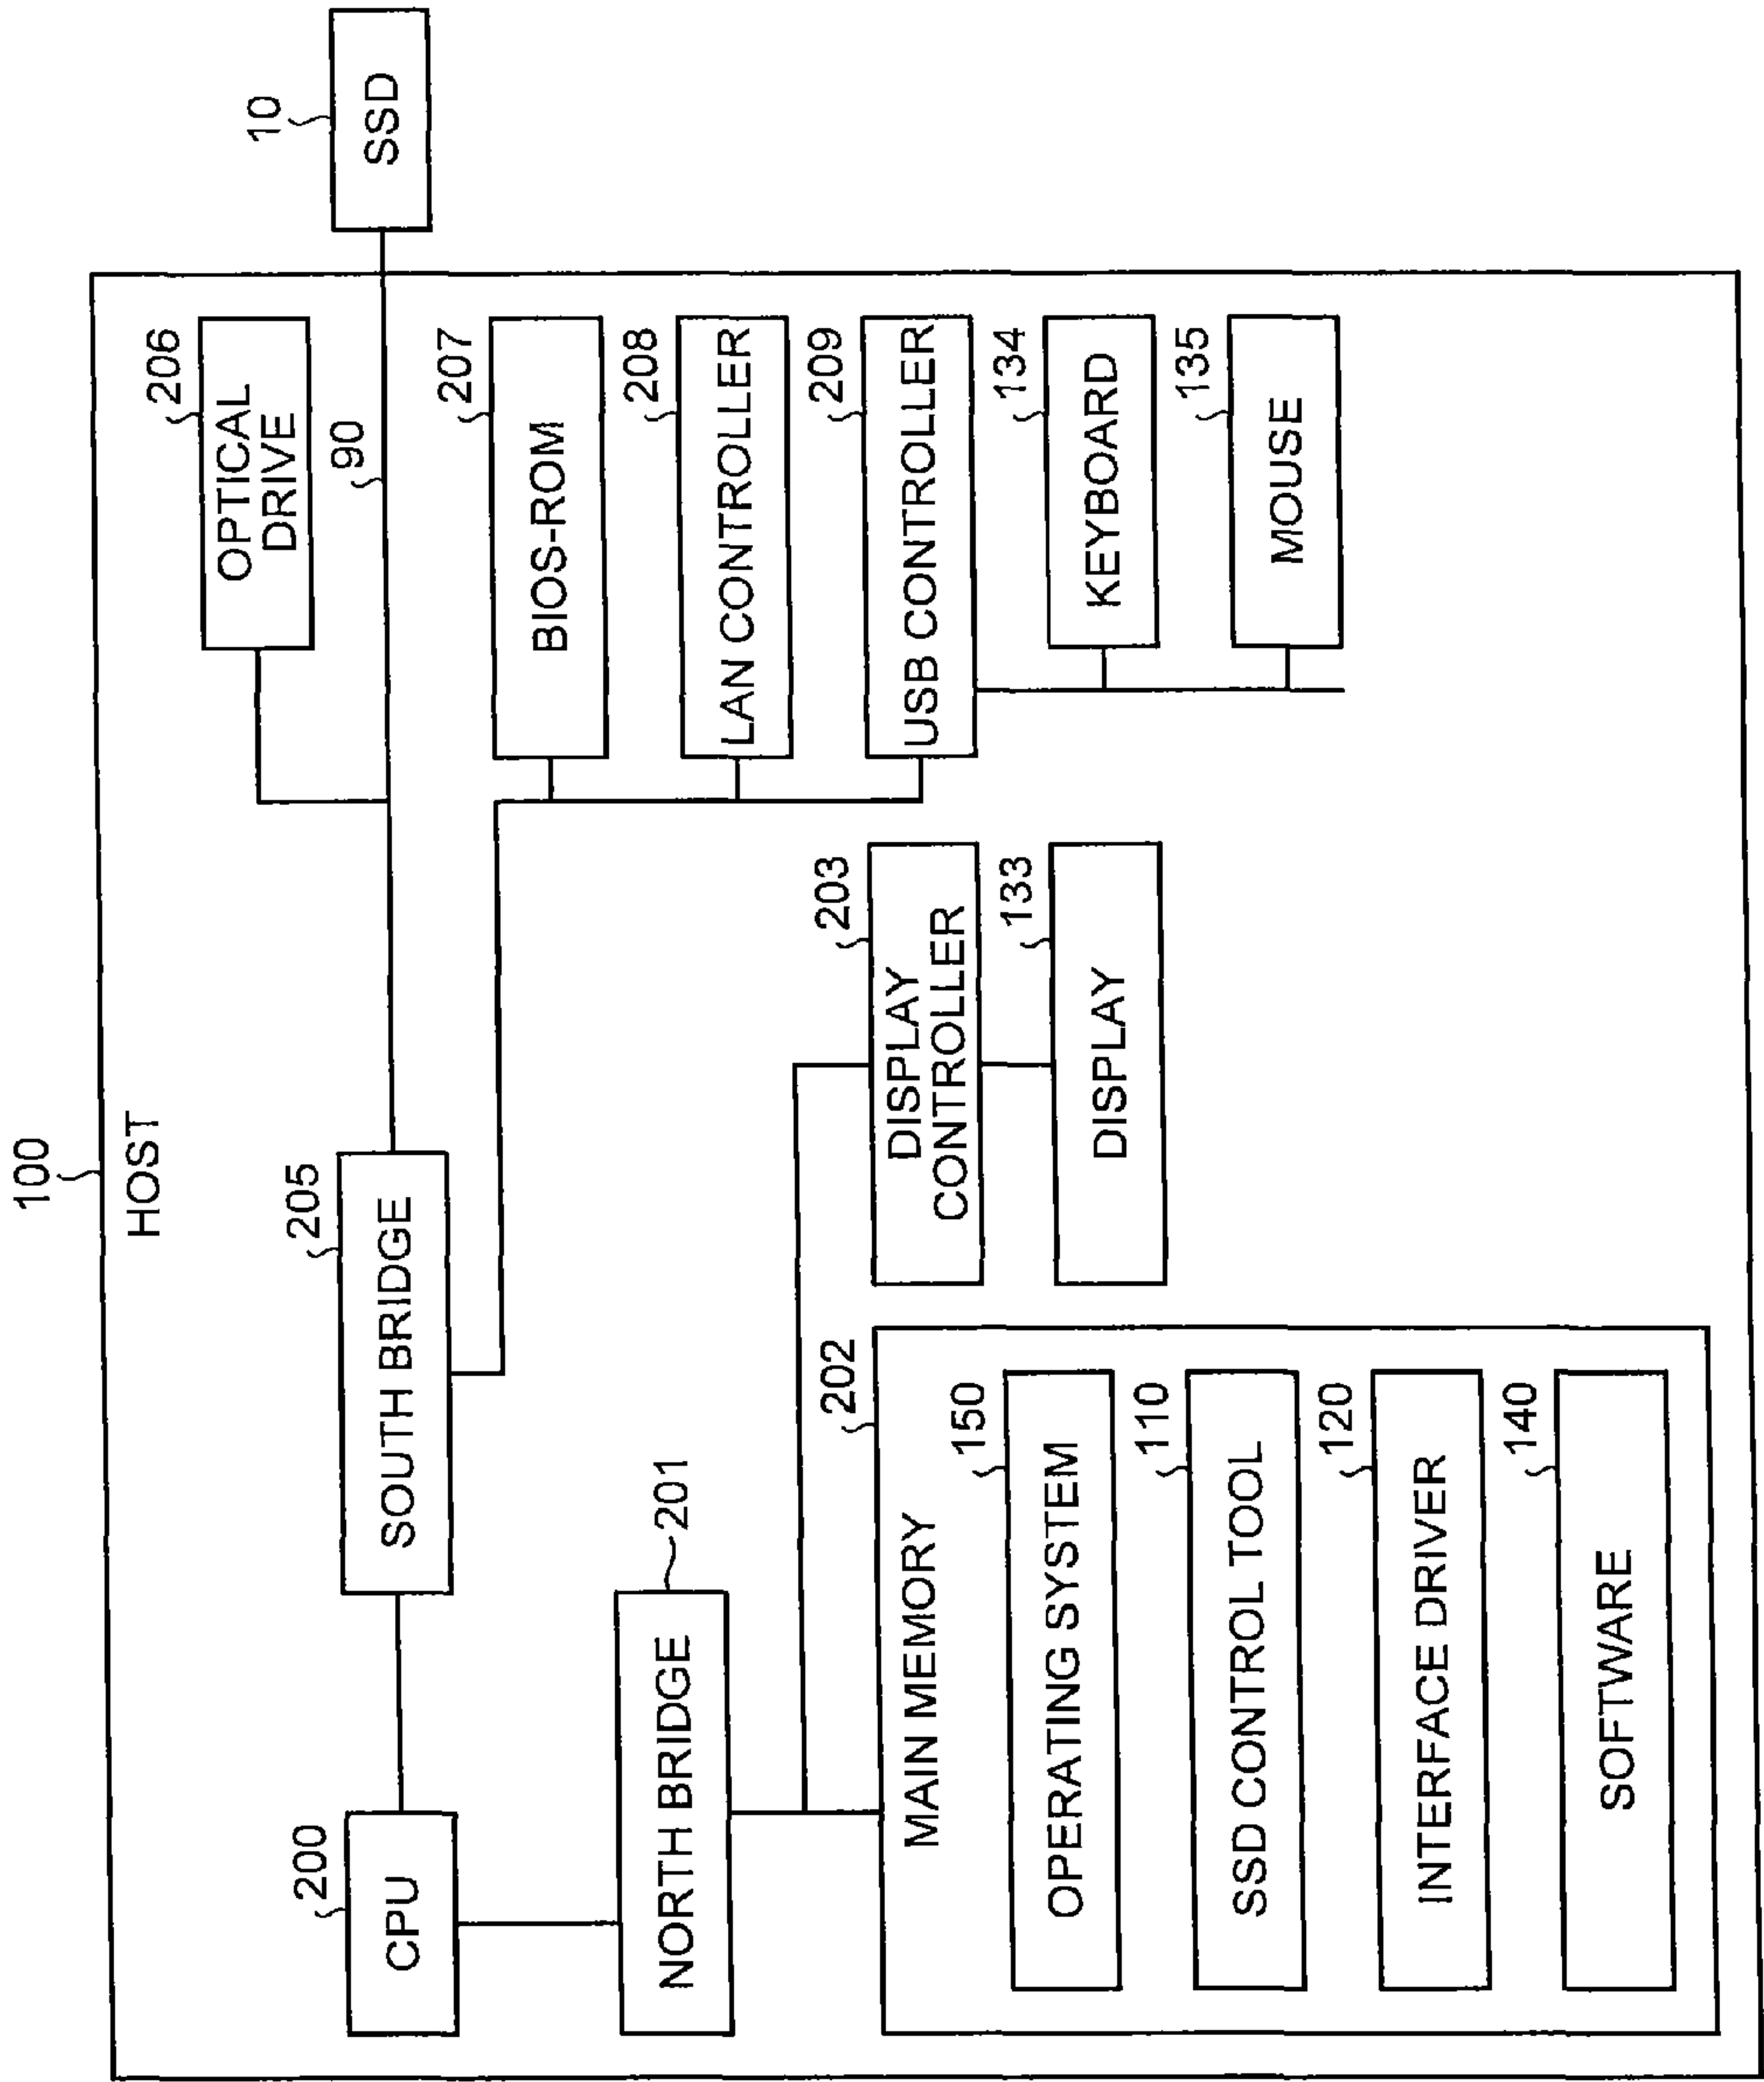 100
HOST
200
CPU
205
SOUTH BRIDGE
206
OPTICAL
DRIVE
90
10
SSD
201
NORTH BRIDGE
207
BIOS-ROM
208
LAN CONTROLLER
209
USB CONTROLLER
134
KEYBOARD
135
MOUSE
203
DISPLAY
CONTROLLER
133
DISPLAY
202
MAIN MEMORY
150
OPERATING SYSTEM
110
SSD CONTROL TOOL
120
INTERFACE DRIVER
140
SOFTWARE